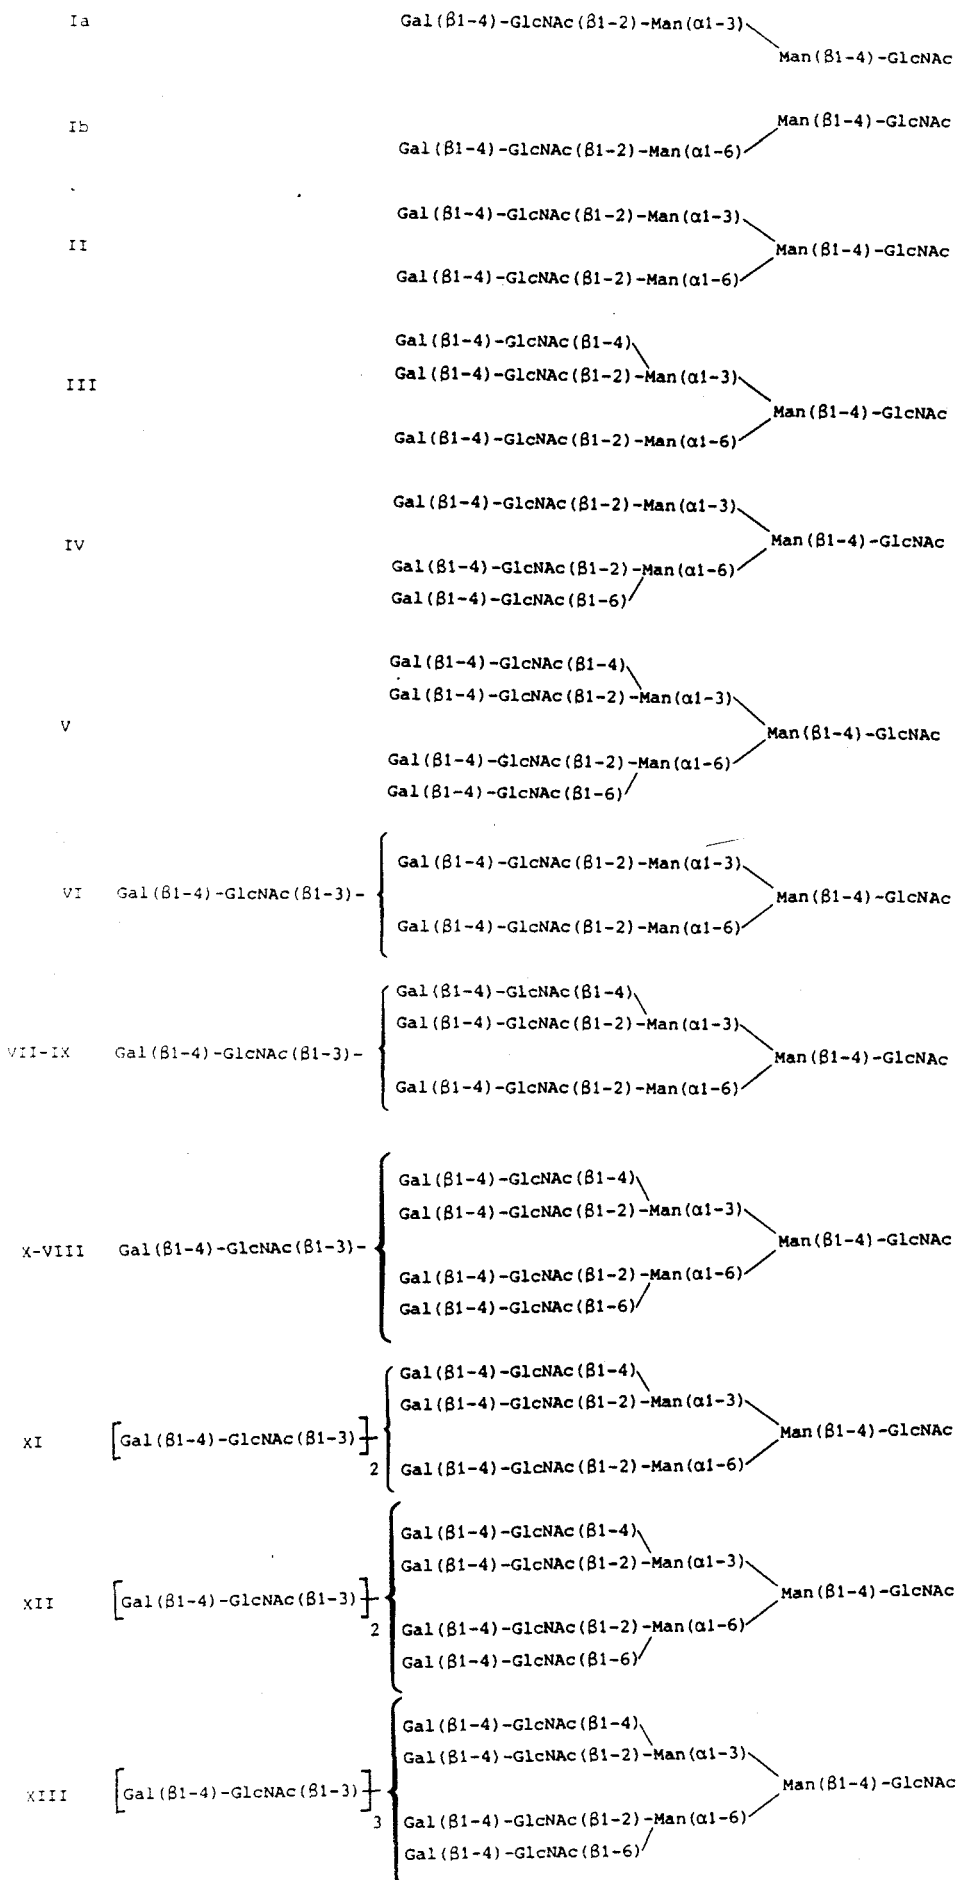 Ia Gal(β1-4)-GlcNAc(β1-2)-Man(α1-3)
Man(β1-4)-GlcNAc
Ib Man(β1-4)-GlcNAc
Gal(β1-4)-GlcNAc(β1-2)-Man(α1-6)
Gal(β1-4)-GlcNAc(β1-2)-Man(α1-3)
II Man(β1-4)-GlcNAc
Gal(β1-4)-GlcNAc(β1-2)-Man(α1-6)
Gal(β1-4)-GlcNAc(β1-4)
Gal(β1-4)-GlcNAc(β1-2)-Man(α1-3)
III Man(β1-4)-GlcNAc
Gal(β1-4)-GlcNAc(β1-2)-Man(α1-6)
Gal(β1-4)-GlcNAc(β1-2)-Man(α1-3)
IV Man(β1-4)-GlcNAc
Gal(β1-4)-GlcNAc(β1-2)-Man(α1-6)
Gal(β1-4)-GlcNAc(β1-6)
Gal(β1-4)-GlcNAc(β1-4)
Gal(β1-4)-GlcNAc(β1-2)-Man(α1-3)
V Man(β1-4)-GlcNAc
Gal(β1-4)-GlcNAc(β1-2)-Man(α1-6)
Gal(β1-4)-GlcNAc(β1-6)
Gal(β1-4)-GlcNAc(β1-2)-Man(α1-3)
VI Gal(β1-4)-GlcNAc(β1-3)- Man(β1-4)-GlcNAc
Gal(β1-4)-GlcNAc(β1-2)-Man(α1-6)
Gal(β1-4)-GlcNAc(β1-4)
Gal(β1-4)-GlcNAc(β1-2)-Man(α1-3)
VII-IX Gal(β1-4)-GlcNAc(β1-3)- Man(β1-4)-GlcNAc
Gal(β1-4)-GlcNAc(β1-2)-Man(α1-6)
Gal(β1-4)-GlcNAc(β1-4)
Gal(β1-4)-GlcNAc(β1-2)-Man(α1-3)
X-VIII Gal(β1-4)-GlcNAc(β1-3)- Man(β1-4)-GlcNAc
Gal(β1-4)-GlcNAc(β1-2)-Man(α1-6)
Gal(β1-4)-GlcNAc(β1-6)
Gal(β1-4)-GlcNAc(β1-4)
Gal(β1-4)-GlcNAc(β1-2)-Man(α1-3)
XI [Gal(β1-4)-GlcNAc(β1-3)]2 Man(β1-4)-GlcNAc
Gal(β1-4)-GlcNAc(β1-2)-Man(α1-6)
Gal(β1-4)-GlcNAc(β1-4)
Gal(β1-4)-GlcNAc(β1-2)-Man(α1-3)
XII [Gal(β1-4)-GlcNAc(β1-3)]2 Man(β1-4)-GlcNAc
Gal(β1-4)-GlcNAc(β1-2)-Man(α1-6)
Gal(β1-4)-GlcNAc(β1-6)
Gal(β1-4)-GlcNAc(β1-4)
Gal(β1-4)-GlcNAc(β1-2)-Man(α1-3)
XIII [Gal(β1-4)-GlcNAc(β1-3)]3 Man(β1-4)-GlcNAc
Gal(β1-4)-GlcNAc(β1-2)-Man(α1-6)
Gal(β1-4)-GlcNAc(β1-6)